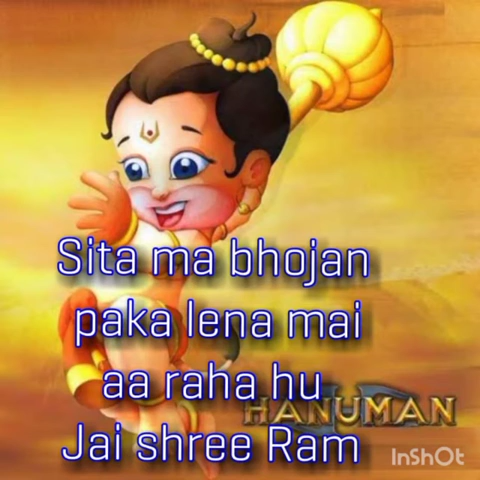 Sita ma bhojan
paka lena mai
aa raha hu
HANUMAN
Jai shree Ram
InShOt